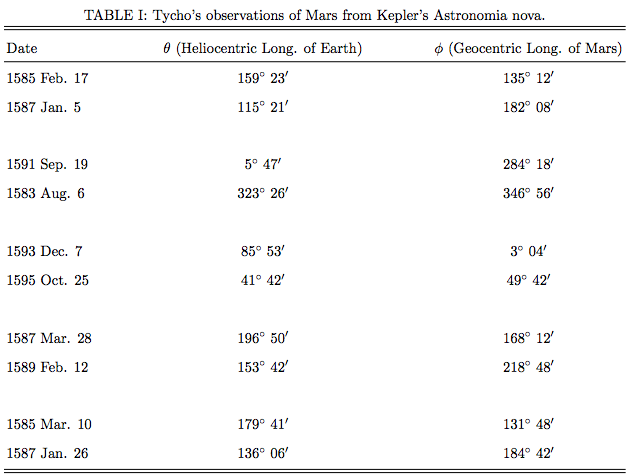 TABLE I: Tycho's observations of Mars from Kepler's Astronomia nova.
Date θ (Heliocentric Long. of Earth) ϕ (Geocentric Long. of Mars)
1585 Feb. 17 159° 23′ 135° 12′
1587 Jan. 5 115° 21′ 182° 08′
1591 Sep. 19 5° 47′ 284° 18′
1583 Aug. 6 323° 26′ 346° 56′
1593 Dec. 7 85° 53′ 3° 04′
1595 Oct. 25 41° 42′ 49° 42′
1587 Mar. 28 196° 50′ 168° 12′
1589 Feb. 12 153° 42′ 218° 48′
1585 Mar. 10 179° 41′ 131° 48′
1587 Jan. 26 136° 06′ 184° 42′